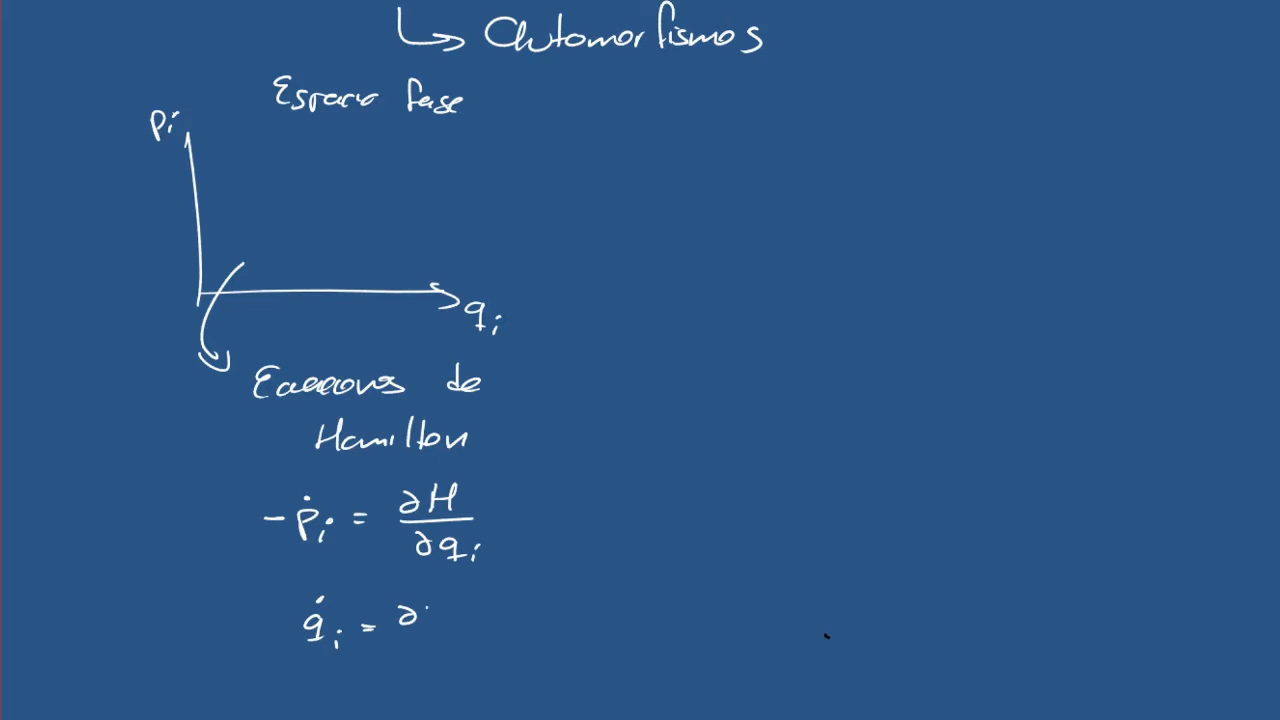 ↳ Automorfismos
Espacio fase
pi
qi
Ecuaciones de
Hamilton
-ṗi = ∂H/∂qi
q̇i = ∂